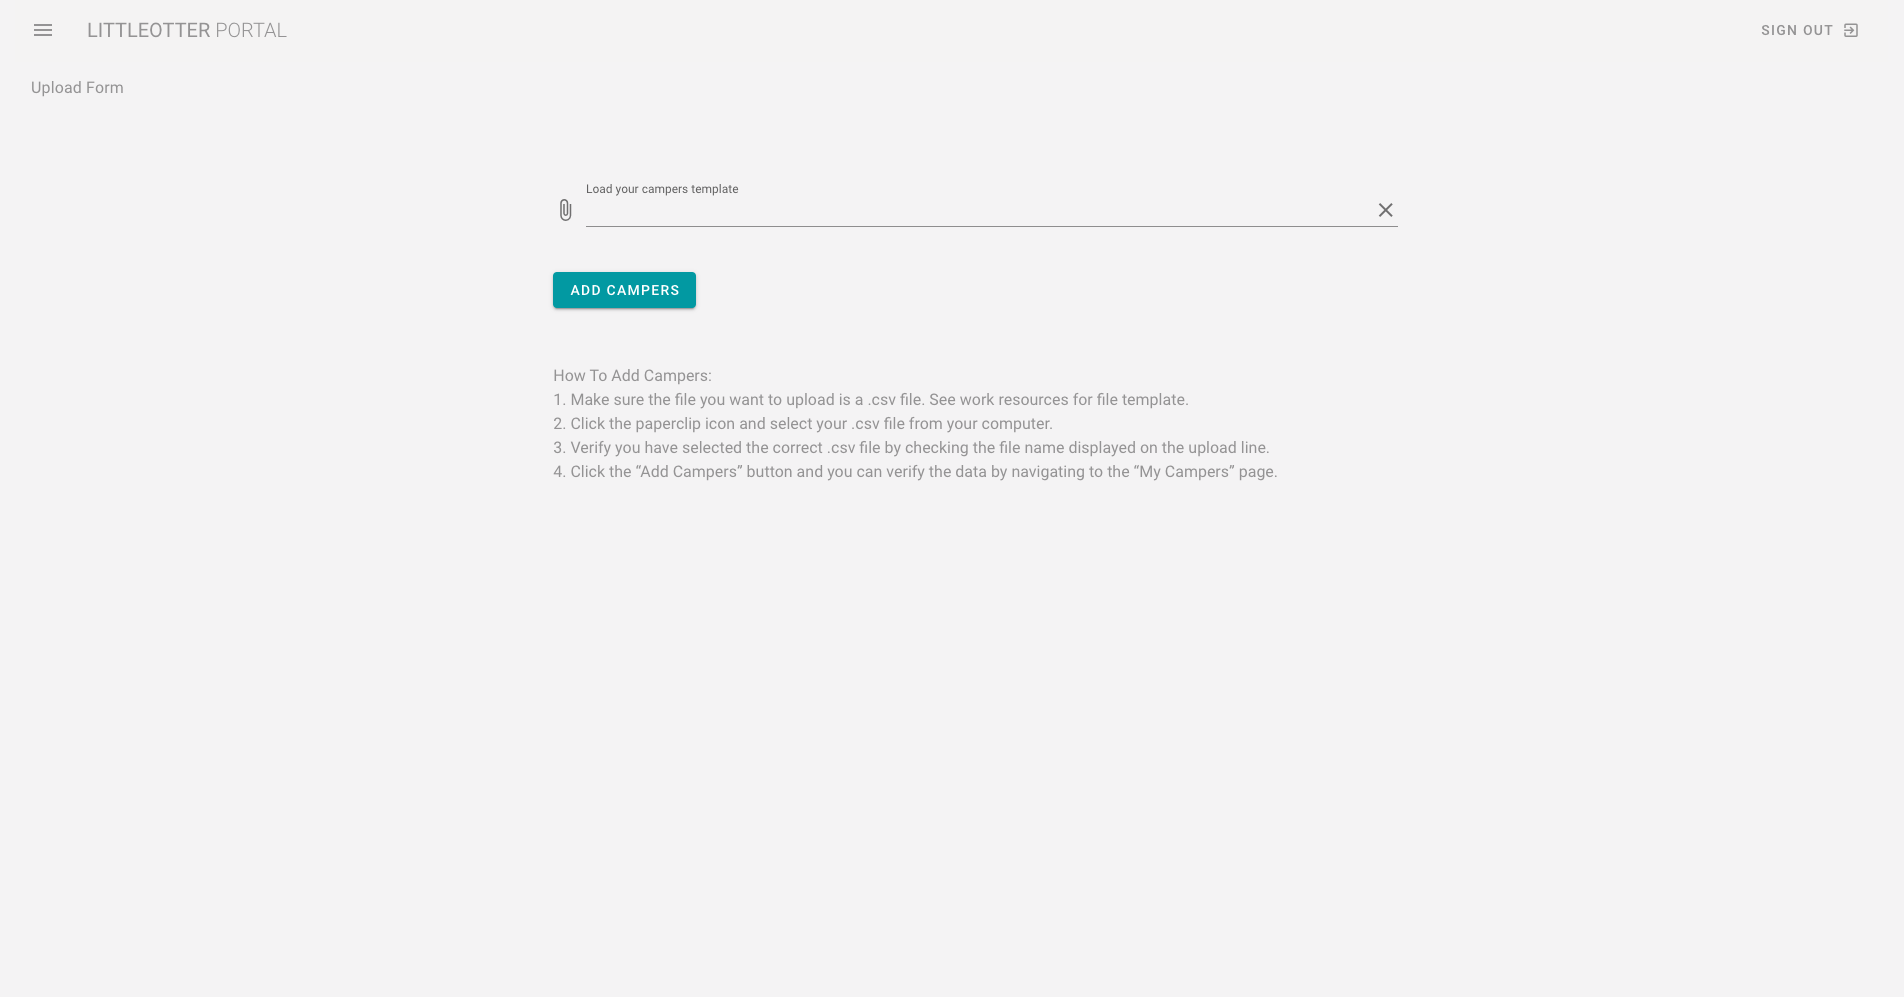 LITTLEOTTER PORTAL
SIGN OUT
Upload Form
Load your campers template
ADD CAMPERS
How To Add Campers:
1. Make sure the file you want to upload is a .csv file. See work resources for file template.
2. Click the paperclip icon and select your .csv file from your computer.
3. Verify you have selected the correct .csv file by checking the file name displayed on the upload line.
4. Click the “Add Campers” button and you can verify the data by navigating to the “My Campers” page.